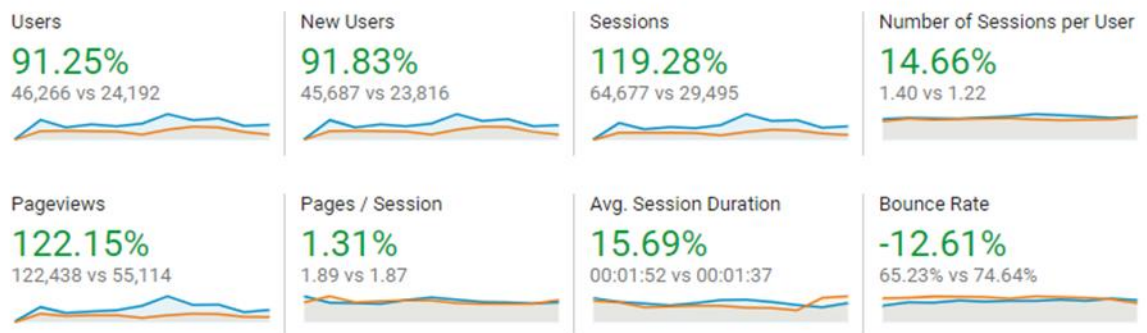 Users
91.25%
46,266 vs 24,192
New Users
91.83%
45,687 vs 23,816
Sessions
119.28%
64,677 vs 29,495
Number of Sessions per User
14.66%
1.40 vs 1.22
Pageviews
122.15%
122,438 vs 55,114
Pages / Session
1.31%
1.89 vs 1.87
Avg. Session Duration
15.69%
00:01:52 vs 00:01:37
Bounce Rate
-12.61%
65.23% vs 74.64%